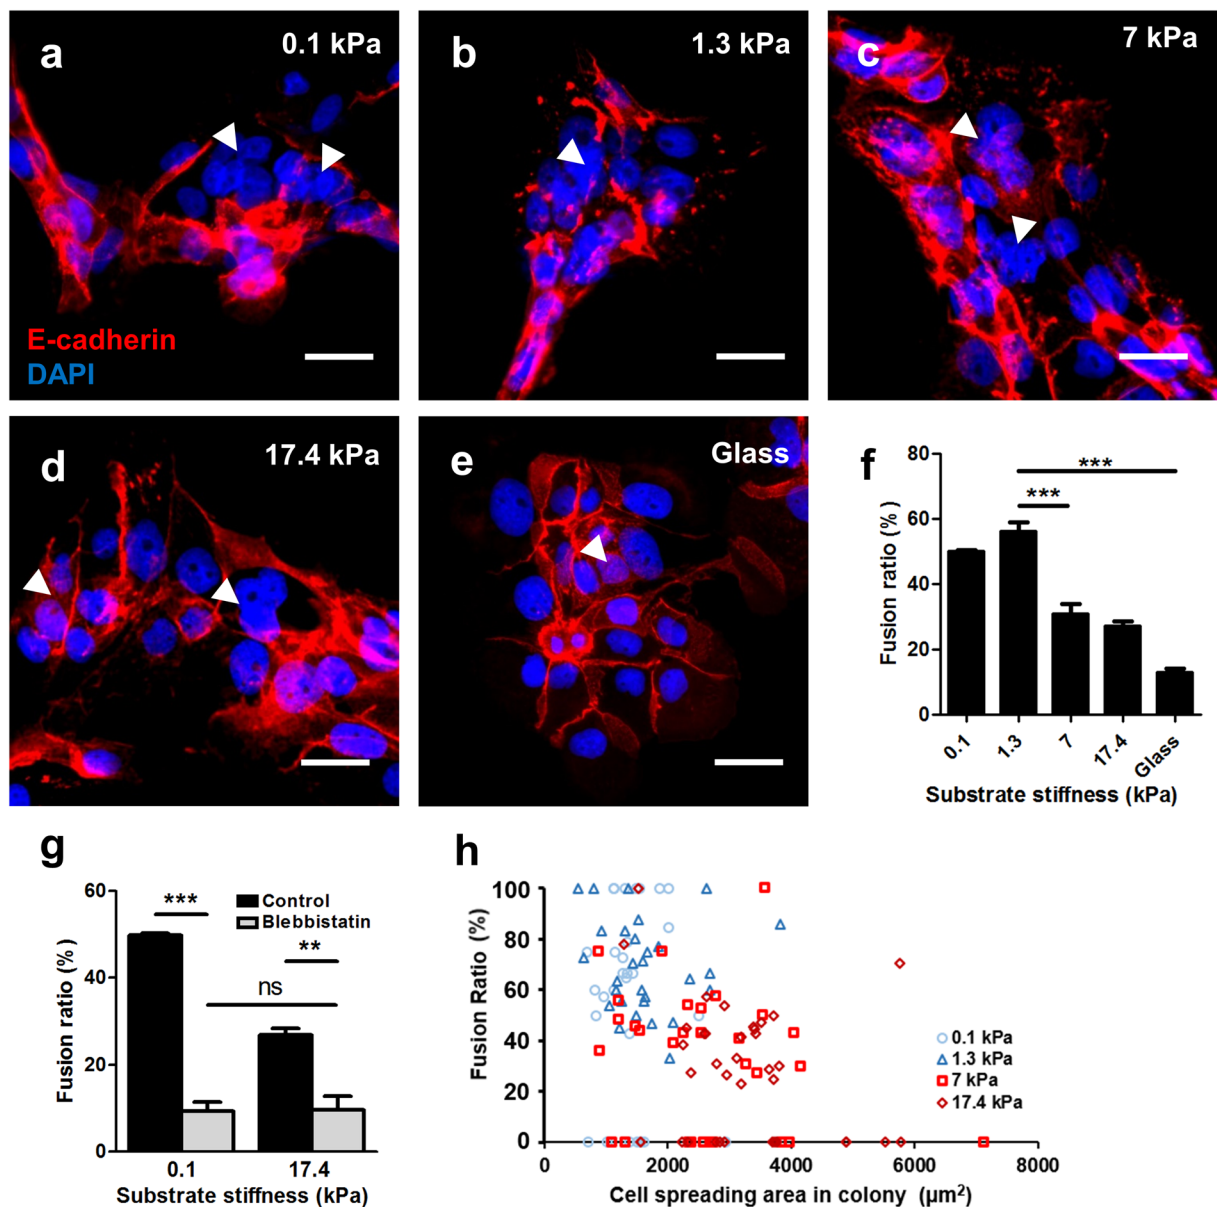 a
0.1 kPa
E-cadherin
DAPI
b
1.3 kPa
c
7 kPa
d
17.4 kPa
e
Glass
f
Fusion ratio (% )
80
60
40
20
0
0.1
1.3
7
17.4
Glass
***
***
Substrate stiffness (kPa)
g
Fusion ratio (%)
60
40
20
0
***
**
ns
Control
Blebbistatin
0.1
17.4
Substrate stiffness (kPa)
h
Fusion Ratio (%)
100
80
60
40
20
0
0
2000
4000
6000
8000
0.1 kPa
1.3 kPa
7 kPa
17.4 kPa
Cell spreading area in colony (µm²)